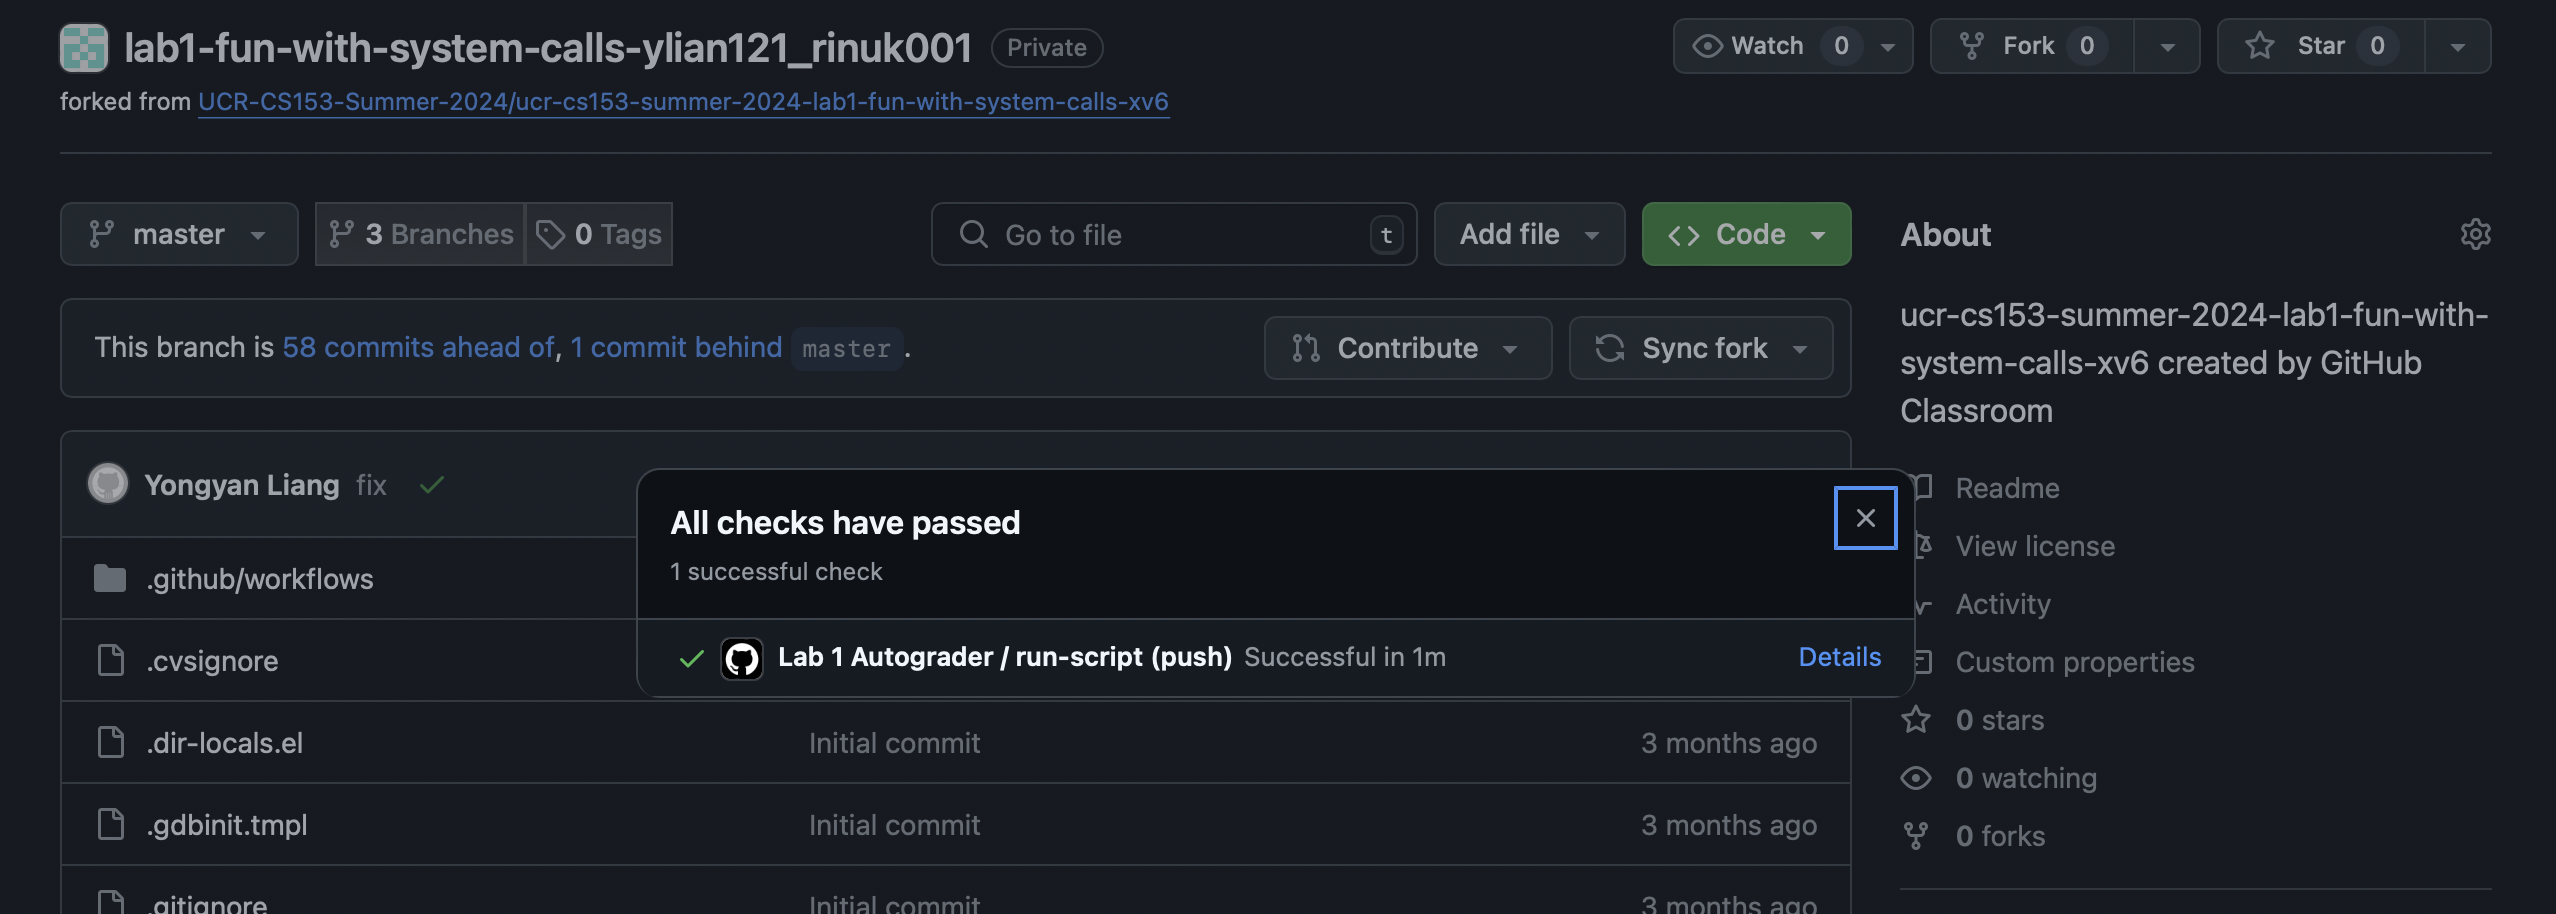 lab1-fun-with-system-calls-ylian121_rinuk001 Private Watch 0 Fork 0 Star 0
forked from UCR-CS153-Summer-2024/ucr-cs153-summer-2024-lab1-fun-with-system-calls-xv6
master 3 Branches 0 Tags Go to file t Add file Code
This branch is 58 commits ahead of, 1 commit behind master .
Contribute Sync fork
Yongyan Liang fix
All checks have passed
1 successful check
Lab 1 Autograder / run-script (push) Successful in 1m Details
.github/workflows
.cvsignore
.dir-locals.el Initial commit 3 months ago
.gdbinit.tmpl Initial commit 3 months ago
.gitignore Initial commit 3 months ago
About
ucr-cs153-summer-2024-lab1-fun-with-
system-calls-xv6 created by GitHub
Classroom
Readme
View license
Activity
Custom properties
0 stars
0 watching
0 forks